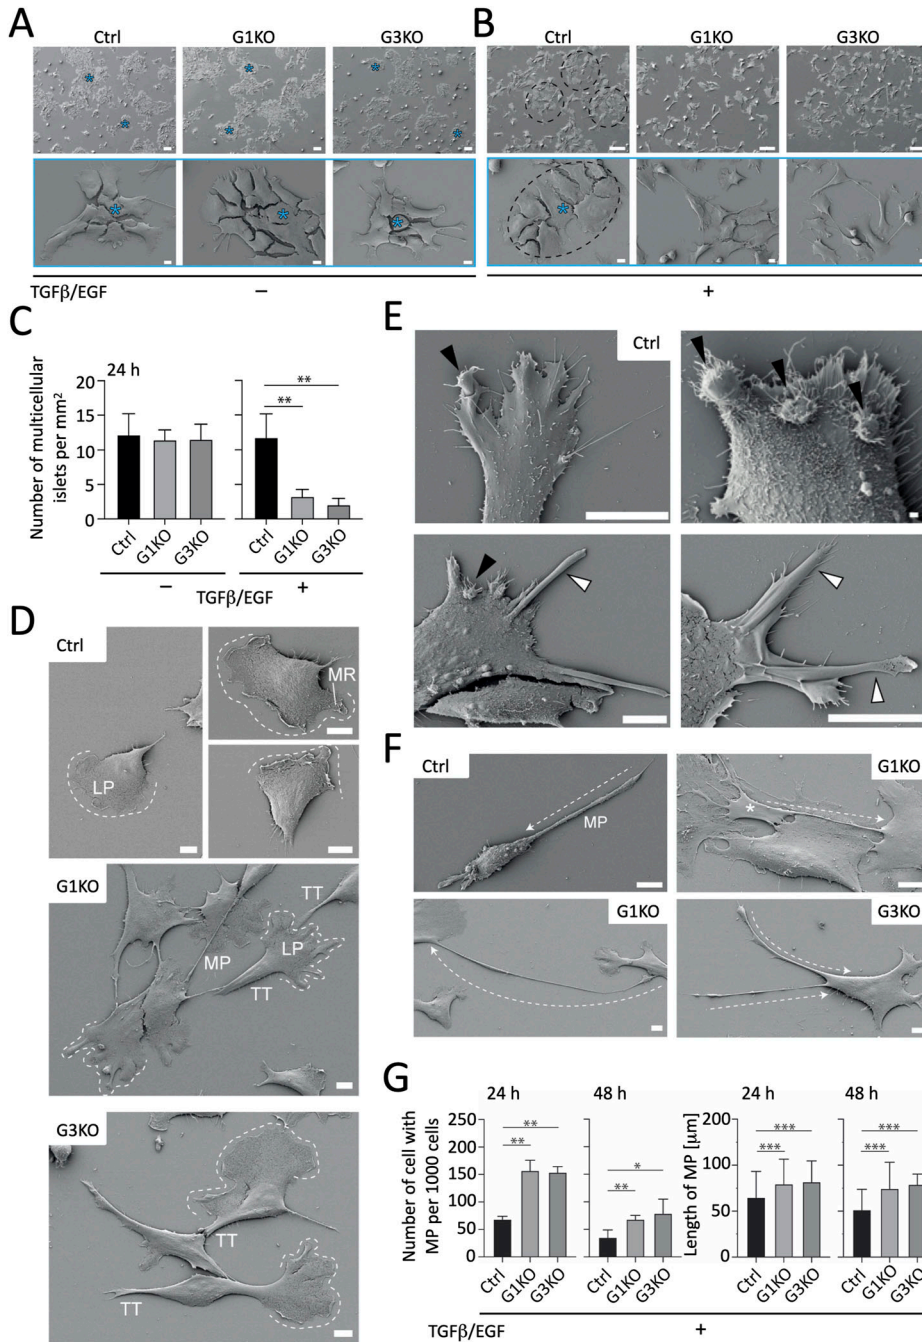 A
Ctrl G1KO G3KO
TGFβ/EGF −
B
Ctrl G1KO G3KO
+
C
24 h
Number of multicellular
islets per mm²
20
15
10
5
0
Ctrl G1KO G3KO Ctrl G1KO G3KO
** **
− TGFβ/EGF +
D
Ctrl
LP
MR
G1KO
TT
LP
MP
TT
G3KO
TT
TT
E
Ctrl
F
Ctrl
MP
G1KO
*
G1KO
G3KO
G
24 h 48 h 24 h 48 h
Number of cell with
MP per 1000 cells
250
200
150
100
50
0
** ** * **
Length of MP [μm]
200
150
100
50
0
*** *** *** ***
Ctrl G1KO G3KO Ctrl G1KO G3KO Ctrl G1KO G3KO Ctrl G1KO G3KO
TGFβ/EGF +